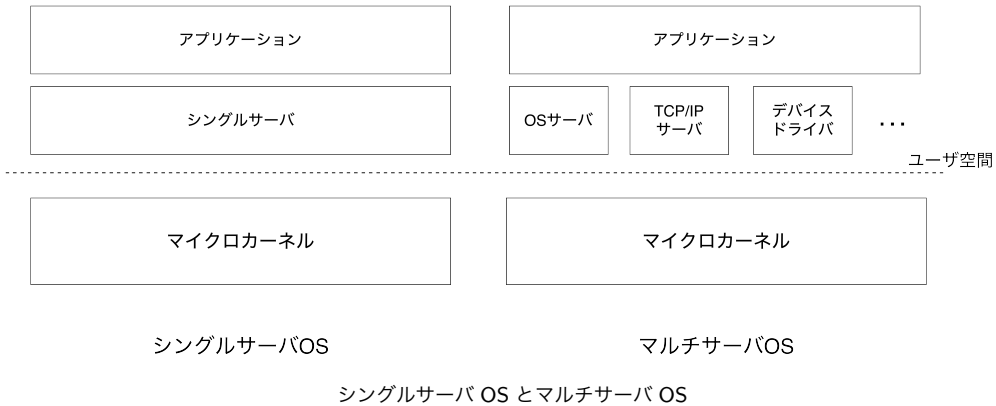 アプリケーション
アプリケーション
シングルサーバ
OSサーバ
TCP/IP
サーバ
デバイス
ドライバ
...
ユーザ空間
マイクロカーネル
マイクロカーネル
シングルサーバOS
マルチサーバOS
シングルサーバ OS とマルチサーバ OS